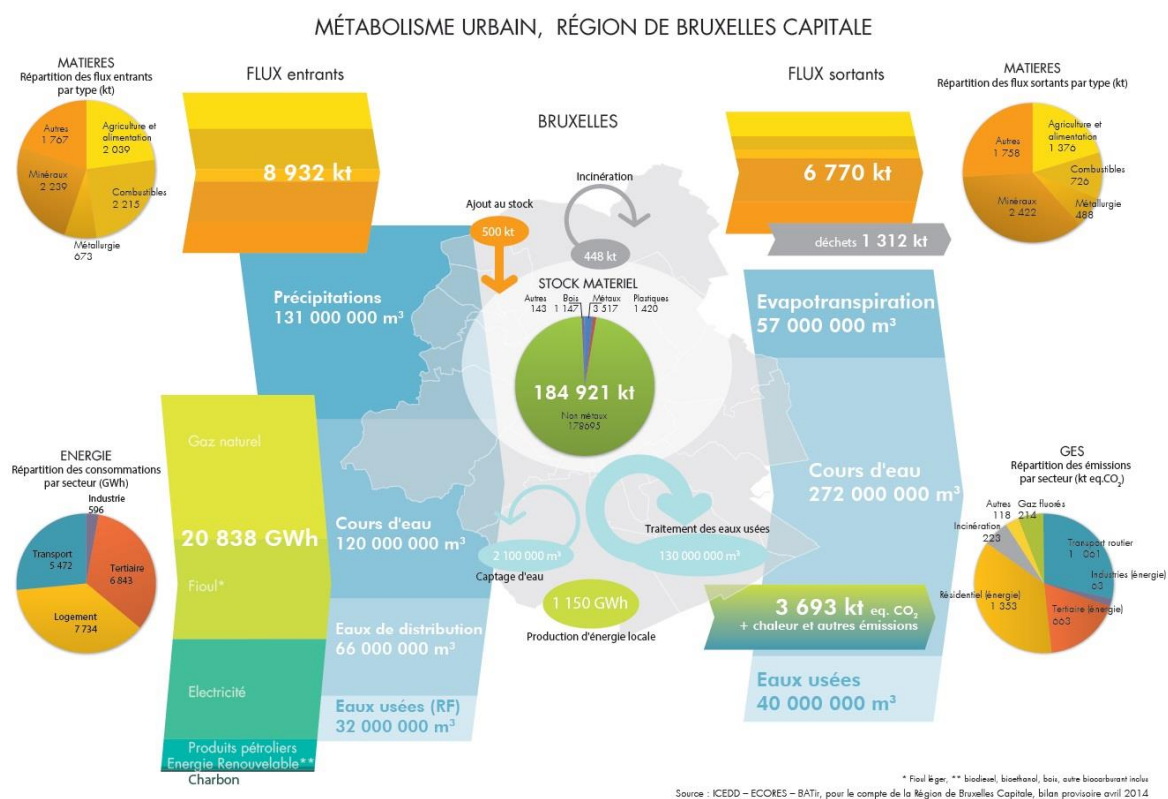 MÉTABOLISME URBAIN, RÉGION DE BRUXELLES CAPITALE
MATIERES
Répartition des flux entrants
par type (kt)
Autres
1 767
Agriculture et
alimentation
2 039
Minéraux
2 239
Combustibles
2 215
Métallurgie
673
FLUX entrants
8 932 kt
Précipitations
131 000 000 m³
Gaz naturel
20 838 GWh
Fioul*
Electricité
Produits pétroliers
Energie Renouvelable**
Charbon
Cours d'eau
120 000 000 m³
Eaux de distribution
66 000 000 m³
Eaux usées (RF)
32 000 000 m³
ENERGIE
Répartition des consommations
par secteur (GWh)
Industrie
596
Transport
5 472
Tertiaire
6 843
Logement
7 734
BRUXELLES
Incinération
Ajout au stock
500 kt
448 kt
STOCK MATERIEL
Autres
143
Bois
1 147
Métaux
3 517
Plastiques
1 420
184 921 kt
Non métaux
178695
2 100 000 m³
Captage d'eau
Traitement des eaux usées
130 000 000 m³
1 150 GWh
Production d'énergie locale
FLUX sortants
6 770 kt
déchets 1 312 kt
Evapotranspiration
57 000 000 m³
Cours d'eau
272 000 000 m³
3 693 kt eq. CO₂
+ chaleur et autres émissions
Eaux usées
40 000 000 m³
MATIERES
Répartition des flux sortants par type (kt)
Autres
1 758
Agriculture et
alimentation
1 376
Combustibles
726
Métallurgie
488
Minéraux
2 422
GES
Répartition des émissions
par secteur (kt eq.CO₂)
Autres
118
Gaz fluorés
214
Incinération
223
Transport routier
1 061
Industries (énergie)
63
Résidentiel (énergie)
1 353
Tertiaire (énergie)
663
* Fioul léger, ** biodiesel, bioethanol, bois, autre biocarburant inclus
Source : ICEDD – ECORES – BATir, pour le compte de la Région de Bruxelles Capitale, bilan provisoire avril 2014